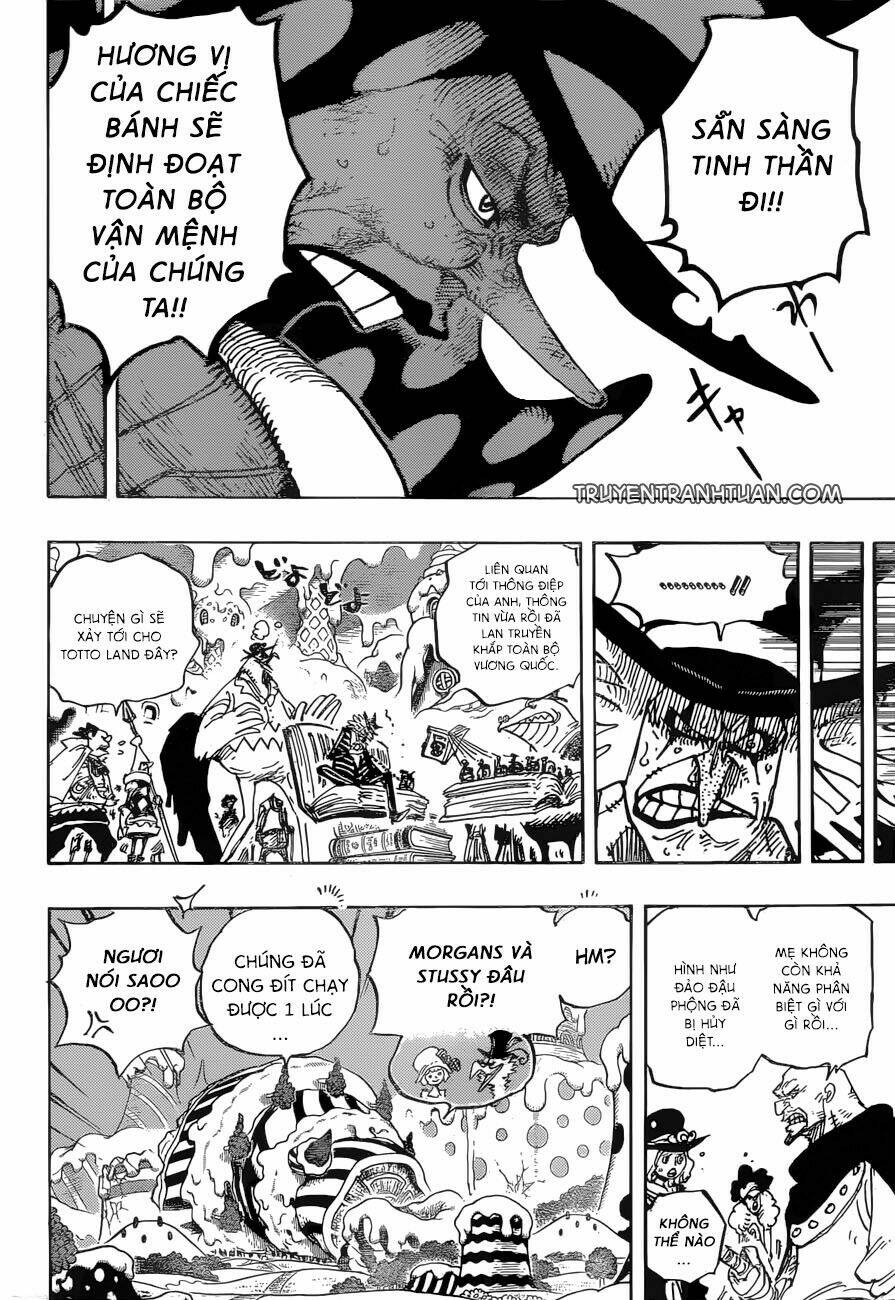 SẴN SÀNG
TINH THẦN
ĐI!!
HƯƠNG VỊ
CỦA CHIẾC
BÁNH SẼ
ĐỊNH ĐOẠT
TOÀN BỘ
VẬN MỆNH
CỦA CHÚNG
TA!!
TRUYENTRANHTUAN.COM
..........!!
LIÊN QUAN
TỚI THÔNG ĐIỆP
CỦA ANH, THÔNG
TIN VỪA RỒI ĐÃ
LAN TRUYỀN
KHẮP TOÀN BỘ
VƯƠNG QUỐC.
CHUYỆN GÌ SẼ
XẢY TỚI CHO
TOTTO LAND ĐÂY?
MẸ KHÔNG
CÒN KHẢ
NĂNG PHÂN
BIỆT GÌ VỚI
GÌ RỒI...
HÌNH NHƯ
ĐẢO ĐẬU
PHỘNG ĐÃ
BỊ HỦY
DIỆT...
KHÔNG
THỂ NÀO
...
HM?
MORGANS VÀ
STUSSY ĐÂU
RỒI?!
CHÚNG ĐÃ
CONG ĐÍT CHẠY
ĐƯỢC 1 LÚC
...
NGƯƠI
NÓI SAOO
OO?!